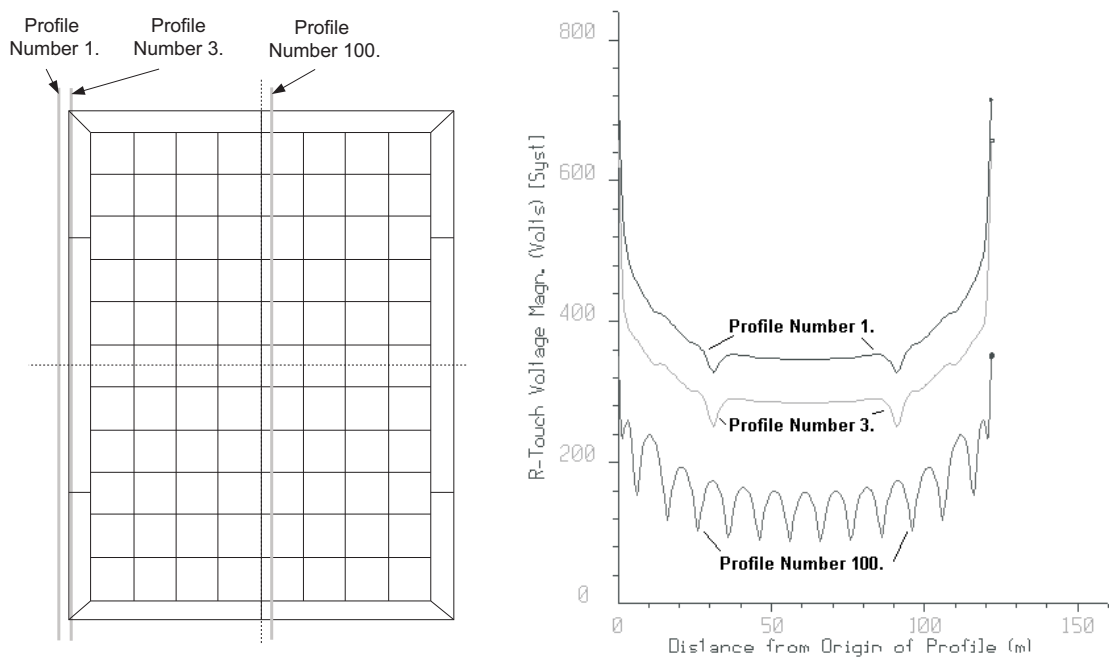 Profile
Number 1.
Profile
Number 3.
Profile
Number 100.
R-Touch Voltage Magn. (Volts) [Syst]
800
600
400
200
0
Profile Number 1.
Profile Number 3.
Profile Number 100.
0
50
100
150
Distance from Origin of Profile (m)